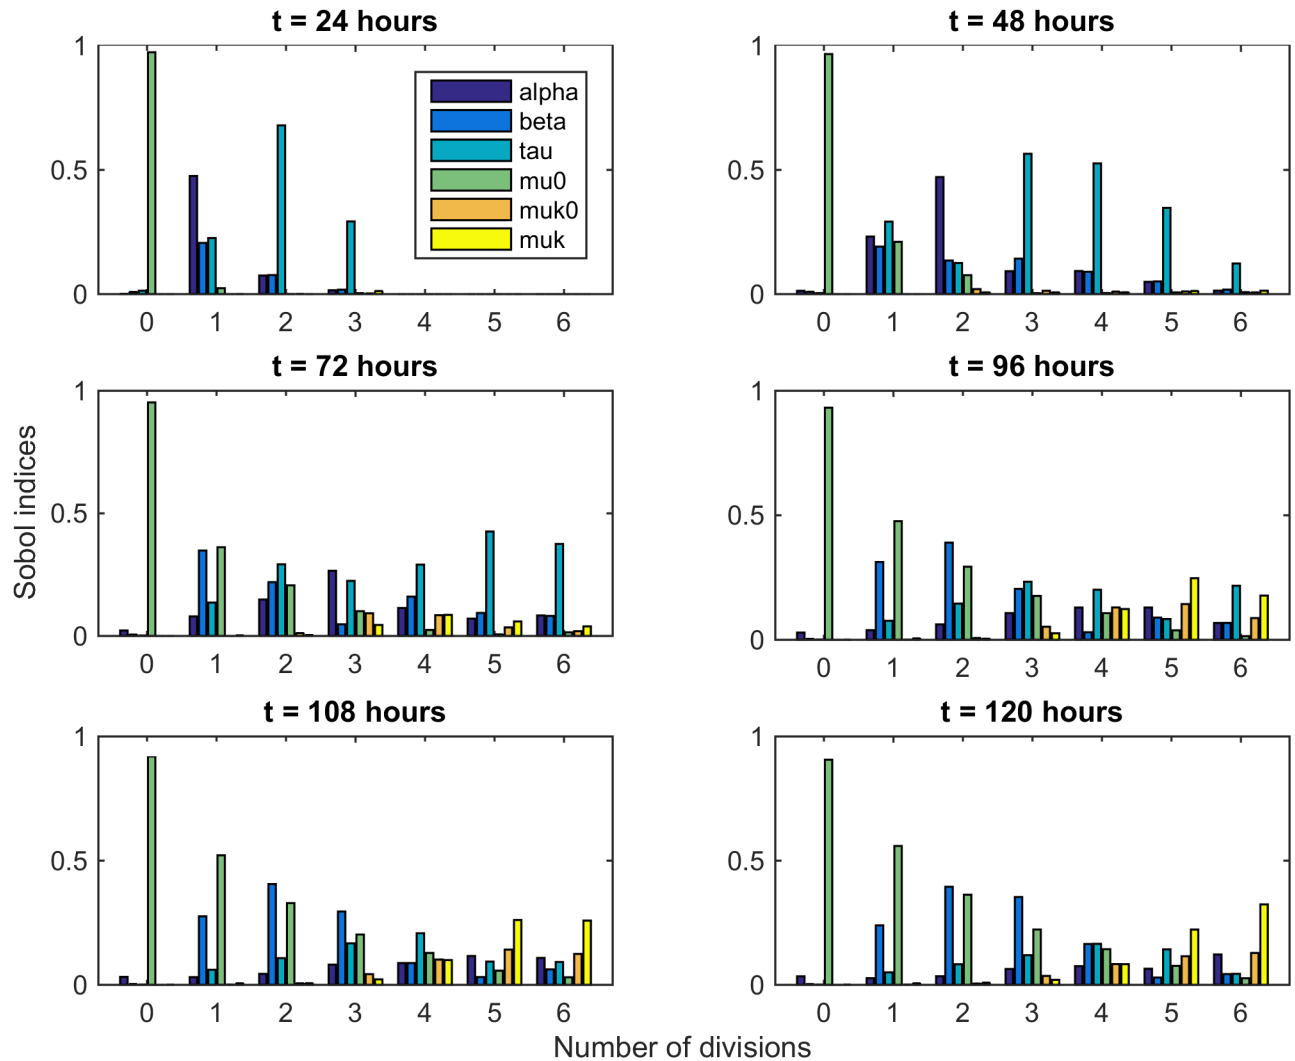 t = 24 hours
1
0.5
0
0 1 2 3 4 5 6
alpha
beta
tau
mu0
muk0
muk
t = 48 hours
1
0.5
0
0 1 2 3 4 5 6
t = 72 hours
1
0.5
0
0 1 2 3 4 5 6
t = 96 hours
1
0.5
0
0 1 2 3 4 5 6
t = 108 hours
1
0.5
0
0 1 2 3 4 5 6
t = 120 hours
1
0.5
0
0 1 2 3 4 5 6
Sobol indices
Number of divisions